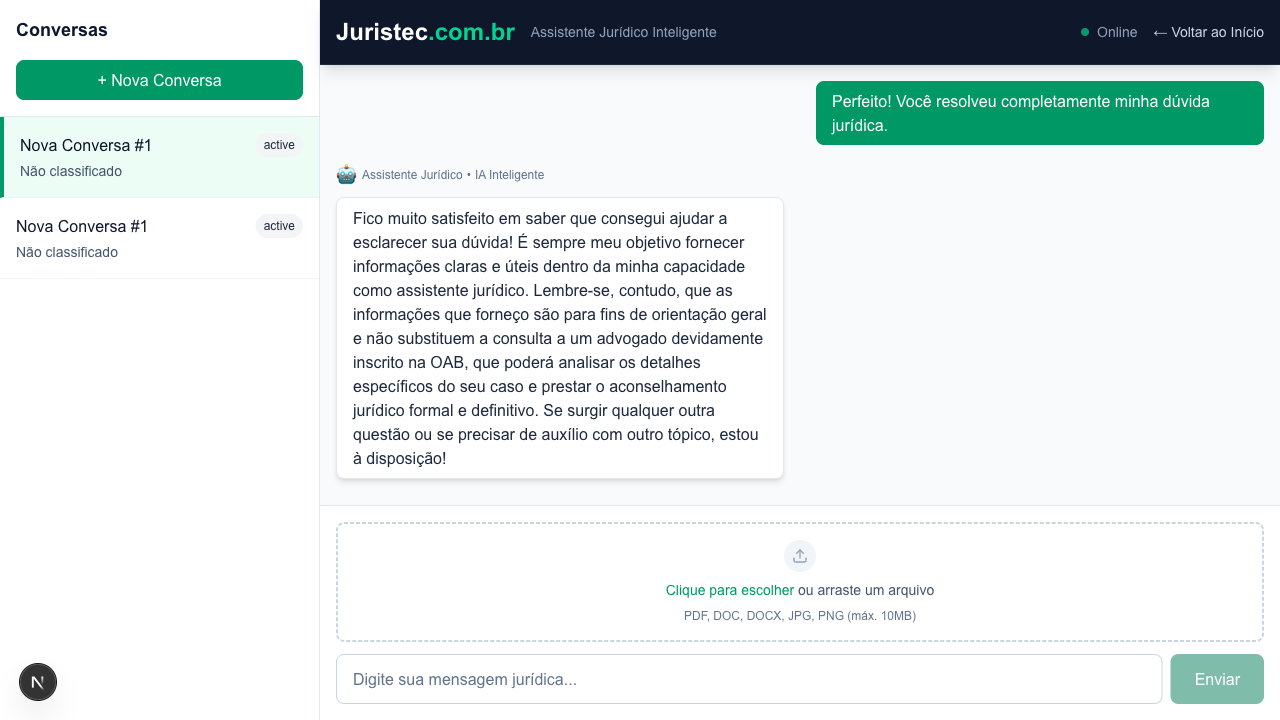 Conversas
+ Nova Conversa
Nova Conversa #1
active
Não classificado
Nova Conversa #1
active
Não classificado
Juristec.com.br
Assistente Jurídico Inteligente
Online
← Voltar ao Início
Perfeito! Você resolveu completamente minha dúvida
jurídica.
Assistente Jurídico • IA Inteligente
Fico muito satisfeito em saber que consegui ajudar a
esclarecer sua dúvida! É sempre meu objetivo fornecer
informações claras e úteis dentro da minha capacidade
como assistente jurídico. Lembre-se, contudo, que as
informações que forneço são para fins de orientação geral
e não substituem a consulta a um advogado devidamente
inscrito na OAB, que poderá analisar os detalhes
específicos do seu caso e prestar o aconselhamento
jurídico formal e definitivo. Se surgir qualquer outra
questão ou se precisar de auxílio com outro tópico, estou
à disposição!
Clique para escolher ou arraste um arquivo
PDF, DOC, DOCX, JPG, PNG (máx. 10MB)
Digite sua mensagem jurídica...
Enviar
N